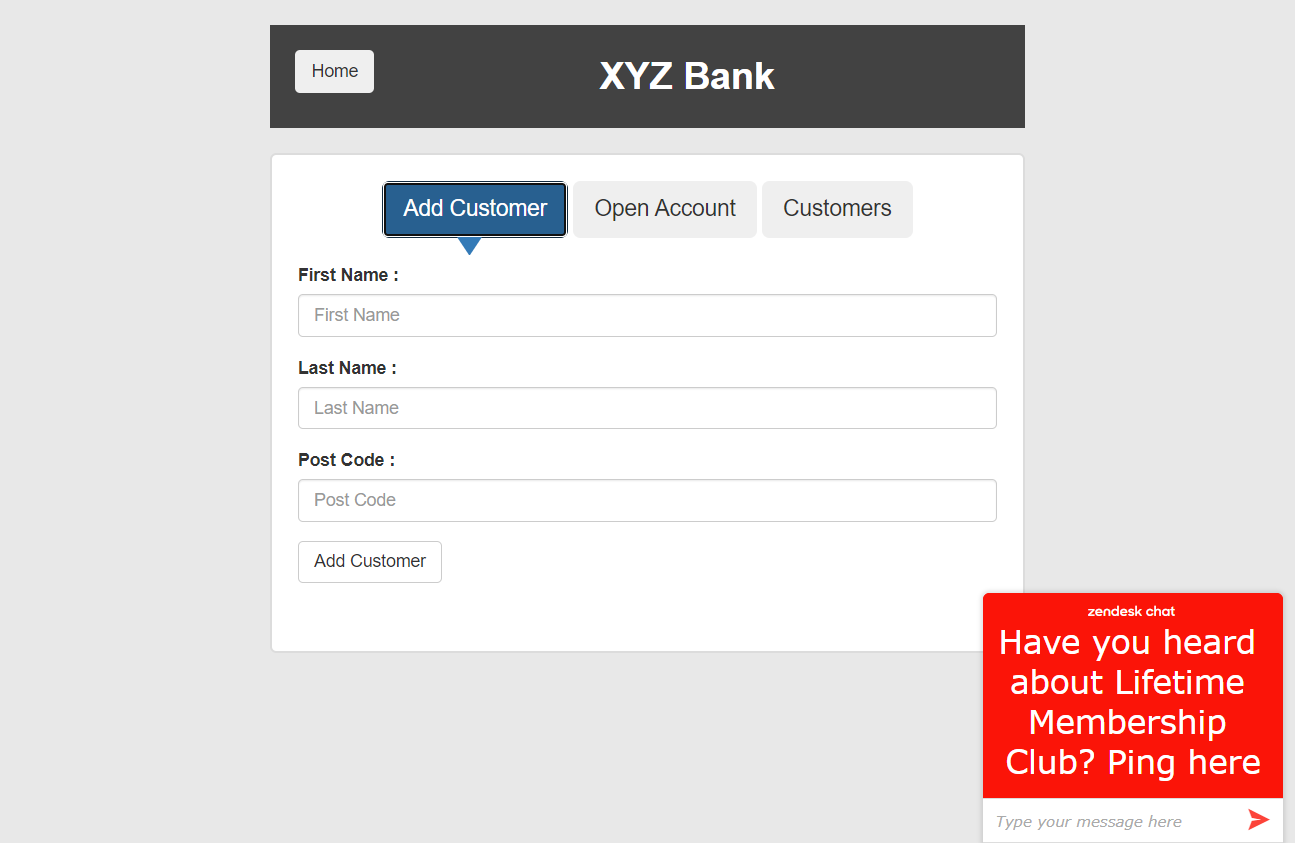 Home
XYZ Bank
Add Customer
Open Account
Customers
First Name :
First Name
Last Name :
Last Name
Post Code :
Post Code
Add Customer
zendesk chat
Have you heard
about Lifetime
Membership
Club? Ping here
Type your message here